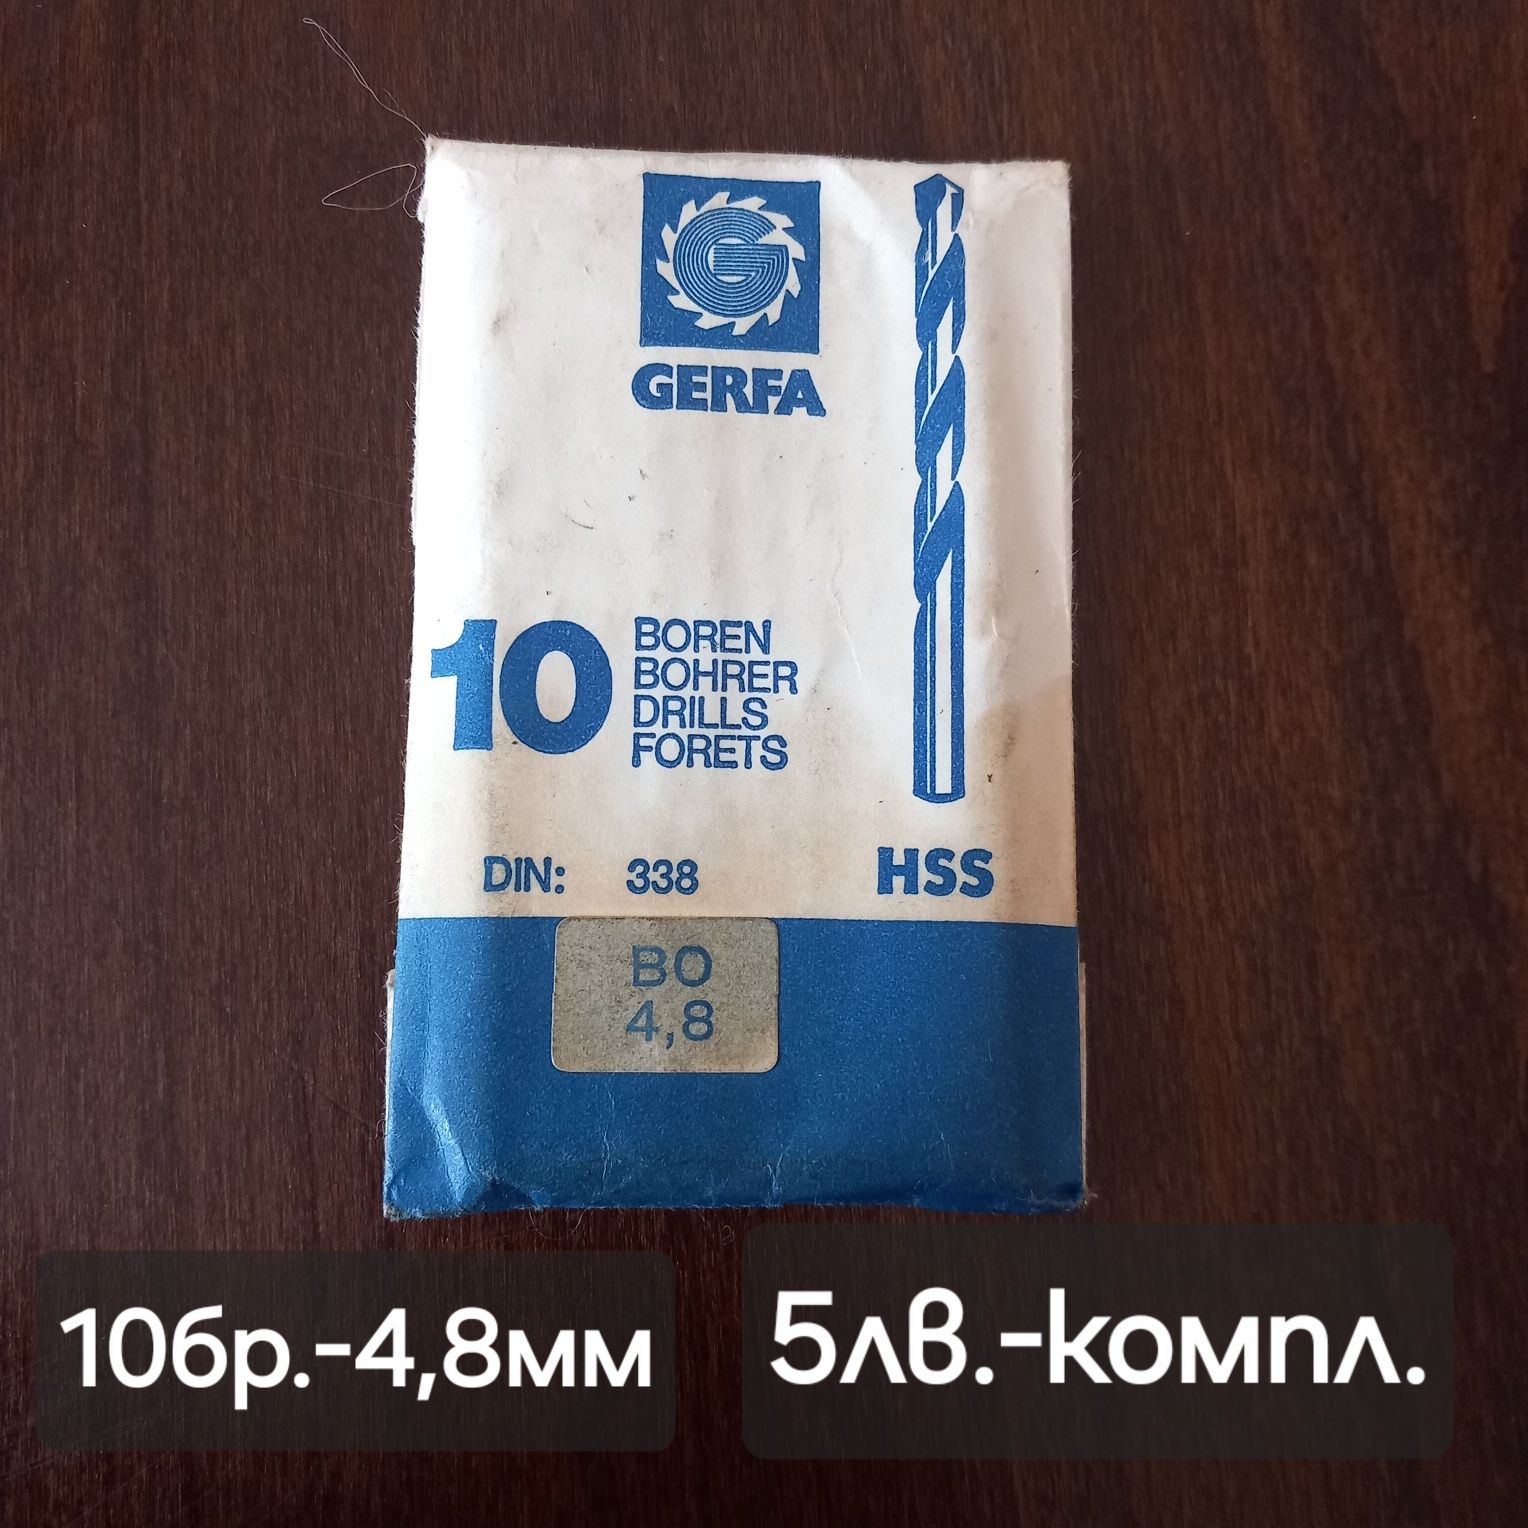 GERFA
10
BOREN
BOHRER
DRILLS
FORETS
DIN: 338
HSS
BO
4,8
10бр.-4,8мм
5лв.-компл.